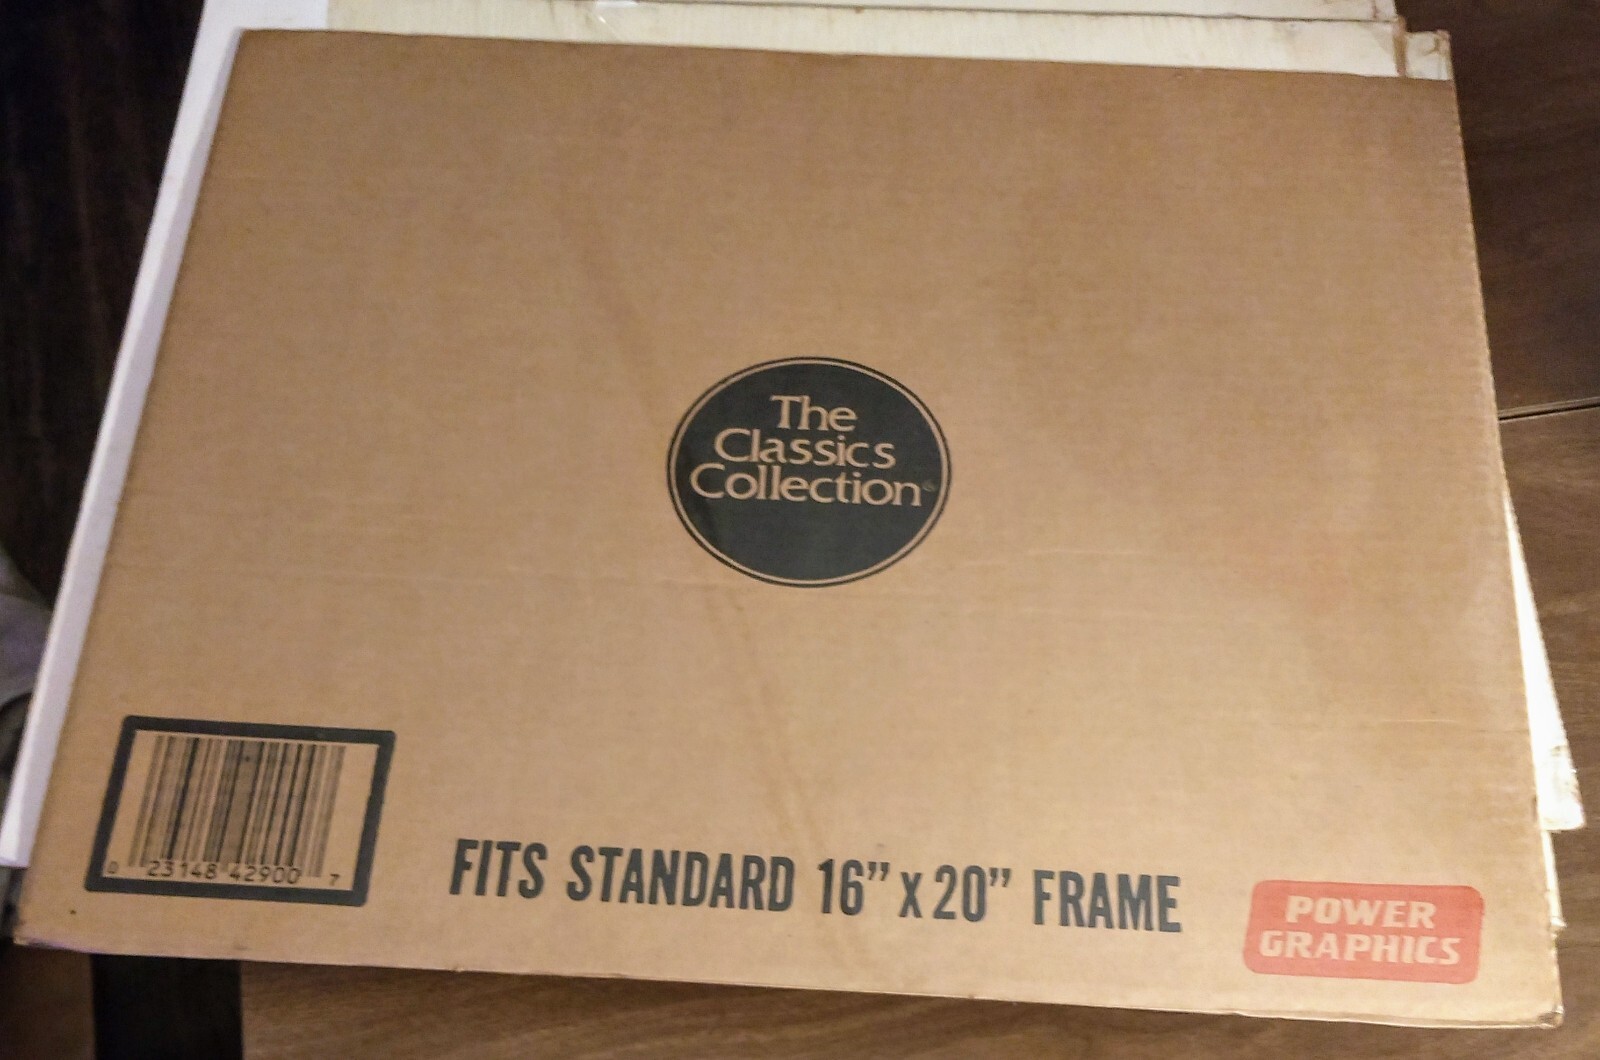 The
Classics
Collection
0 23148 42900 7
FITS STANDARD 16” x 20” FRAME
POWER
GRAPHICS